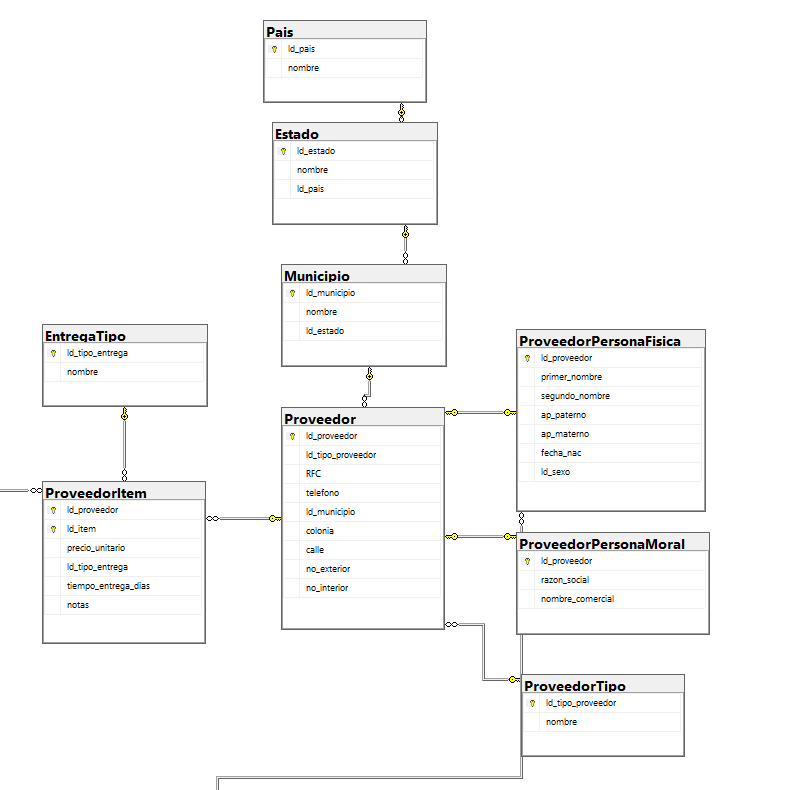 Pais
Id_pais
nombre
Estado
Id_estado
nombre
Id_pais
Municipio
Id_municipio
nombre
Id_estado
EntregaTipo
Id_tipo_entrega
nombre
ProveedorPersonaFisica
Id_proveedor
primer_nombre
segundo_nombre
ap_paterno
ap_materno
fecha_nac
Id_sexo
Proveedor
Id_proveedor
Id_tipo_proveedor
RFC
telefono
Id_municipio
colonia
calle
no_exterior
no_interior
ProveedorItem
Id_proveedor
Id_item
precio_unitario
Id_tipo_entrega
tiempo_entrega_dias
notas
ProveedorPersonaMoral
Id_proveedor
razon_social
nombre_comercial
ProveedorTipo
Id_tipo_proveedor
nombre